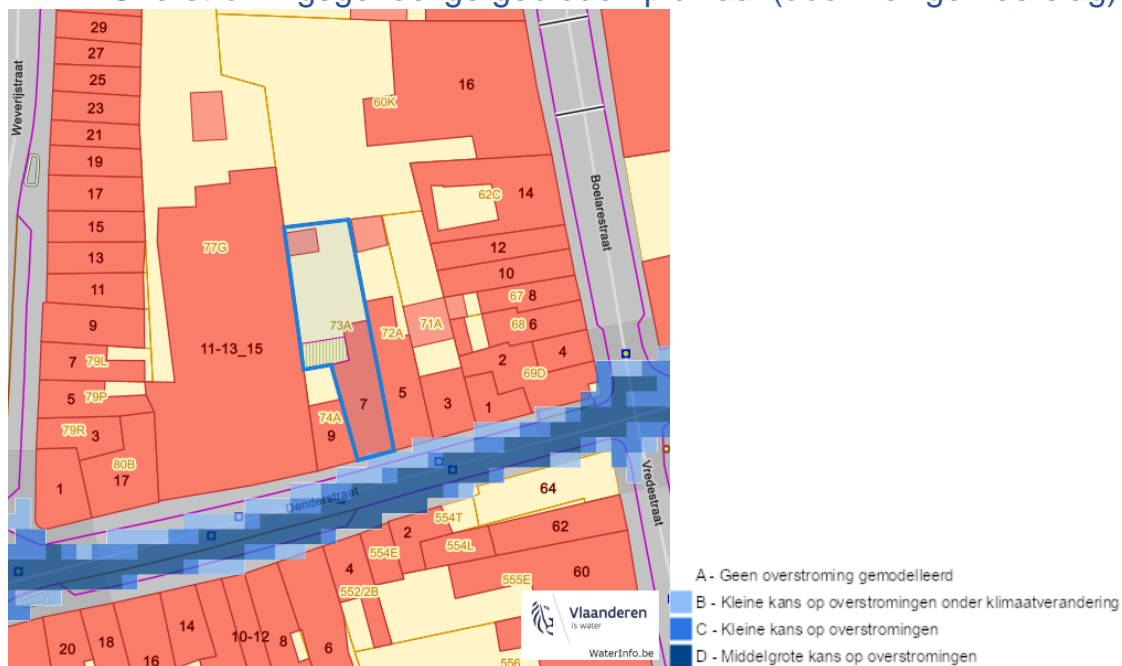 29
27
25
23
21
19
17
15
13
11
9
7 79L
5 79P
79R 3
80B
1 17
Weverijstraat
60K
16
62C 14
12
10
67 8
68 6
2 4
69D
1
Boelarestraat
77G
11-13_15
73A
72A
71A
7
5
3
74A
9
Denderstraat
Vredestraat
64
554T
62
2
554L
554E
4
555E
60
552/2B
14
10-12
8
6
18
20
16
556
Vlaanderen
is water
WaterInfo.be
A - Geen overstroming gemodelleerd
B - Kleine kans op overstromingen onder klimaatverandering
C - Kleine kans op overstromingen
D - Middelgrote kans op overstromingen